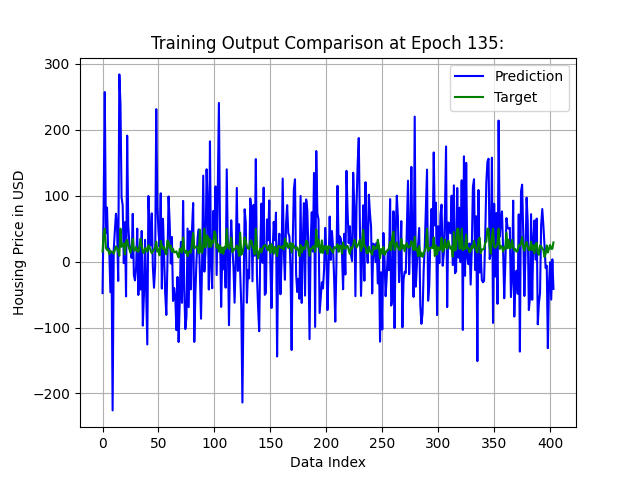 Training Output Comparison at Epoch 135:
Prediction
Target
Housing Price in USD
300
200
100
0
−100
−200
0 50 100 150 200 250 300 350 400
Data Index